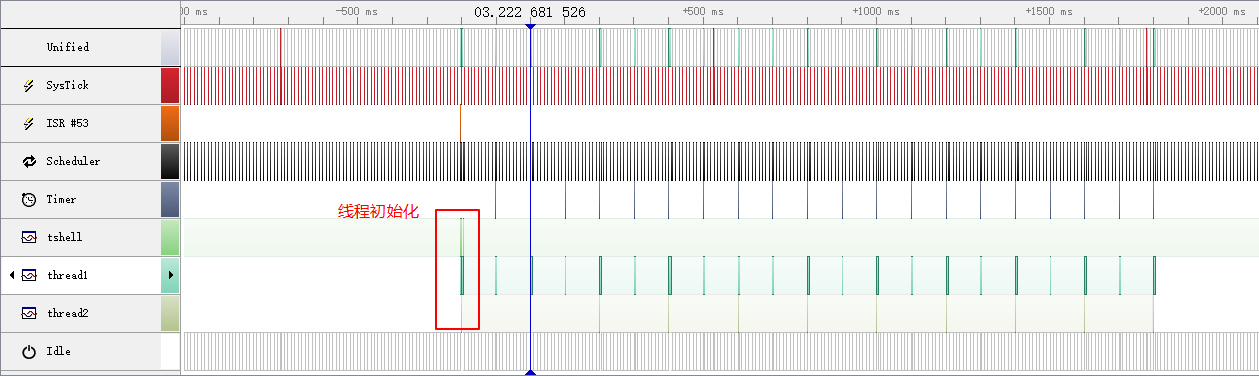 00 ms
-500 ms
03.222 681 526
+500 ms
+1000 ms
+1500 ms
+2000 ms
Unified
SysTick
ISR #53
Scheduler
Timer
线程初始化
tshell
thread1
thread2
Idle